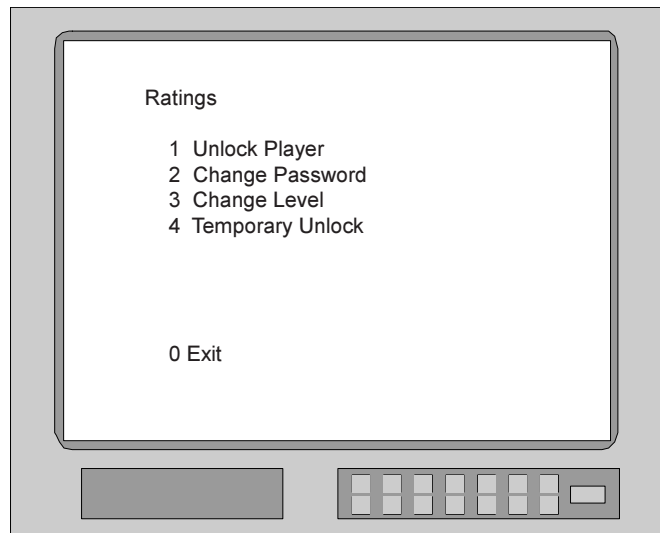 Ratings
1 Unlock Player
2 Change Password
3 Change Level
4 Temporary Unlock
0 Exit